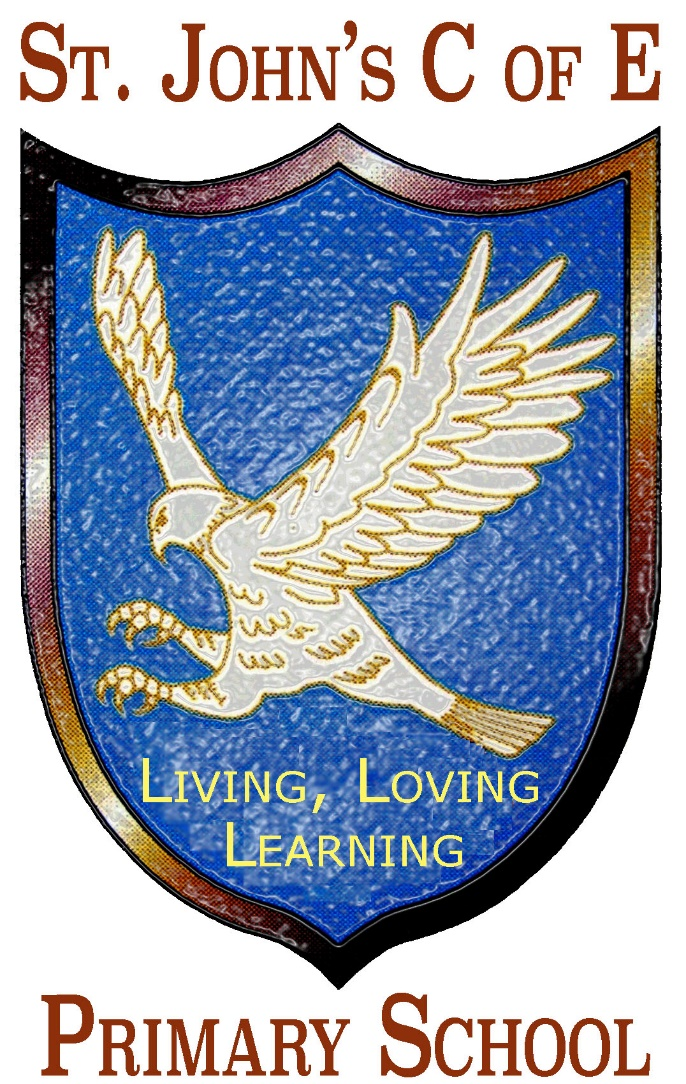 St. John's C of E
Living, Loving
Learning
Primary School